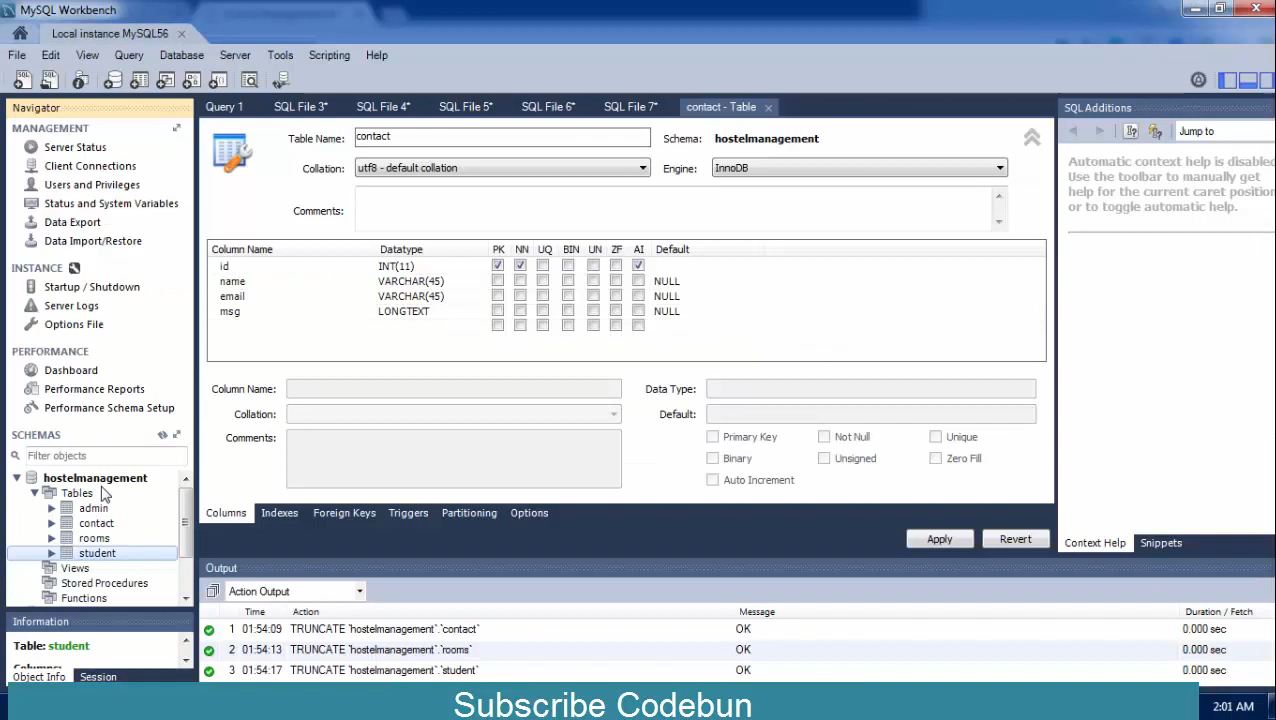 MySQL Workbench
Local instance MySQL56
File Edit View Query Database Server Tools Scripting Help
Navigator
MANAGEMENT
Server Status
Client Connections
Users and Privileges
Status and System Variables
Data Export
Data Import/Restore
INSTANCE
Startup / Shutdown
Server Logs
Options File
PERFORMANCE
Dashboard
Performance Reports
Performance Schema Setup
SCHEMAS
Filter objects
hostelmanagement
Tables
admin
contact
rooms
student
Views
Stored Procedures
Functions
Information
Table: student
Object Info Session
Query 1 SQL File 3* SQL File 4* SQL File 5* SQL File 6* SQL File 7* contact - Table
Table Name: contact Schema: hostelmanagement
Collation: utf8 - default collation Engine: InnoDB
Comments:
Column Name Datatype PK NN UQ BIN UN ZF AI Default
id INT(11)
name VARCHAR(45) NULL
email VARCHAR(45) NULL
msg LONGTEXT NULL
Column Name: Data Type:
Collation: Default:
Comments: Primary Key Not Null Unique
Binary Unsigned Zero Fill
Auto Increment
Columns Indexes Foreign Keys Triggers Partitioning Options
Apply Revert
SQL Additions
Jump to
Automatic context help is disabled
Use the toolbar to manually get
help for the current caret position
or to toggle automatic help.
Context Help Snippets
Output
Action Output
Time Action Message Duration / Fetch
1 01:54:09 TRUNCATE `hostelmanagement`.`contact` OK 0.000 sec
2 01:54:13 TRUNCATE `hostelmanagement`.`rooms` OK 0.000 sec
3 01:54:17 TRUNCATE `hostelmanagement`.`student` OK 0.000 sec
Subscribe Codebun
2:01 AM